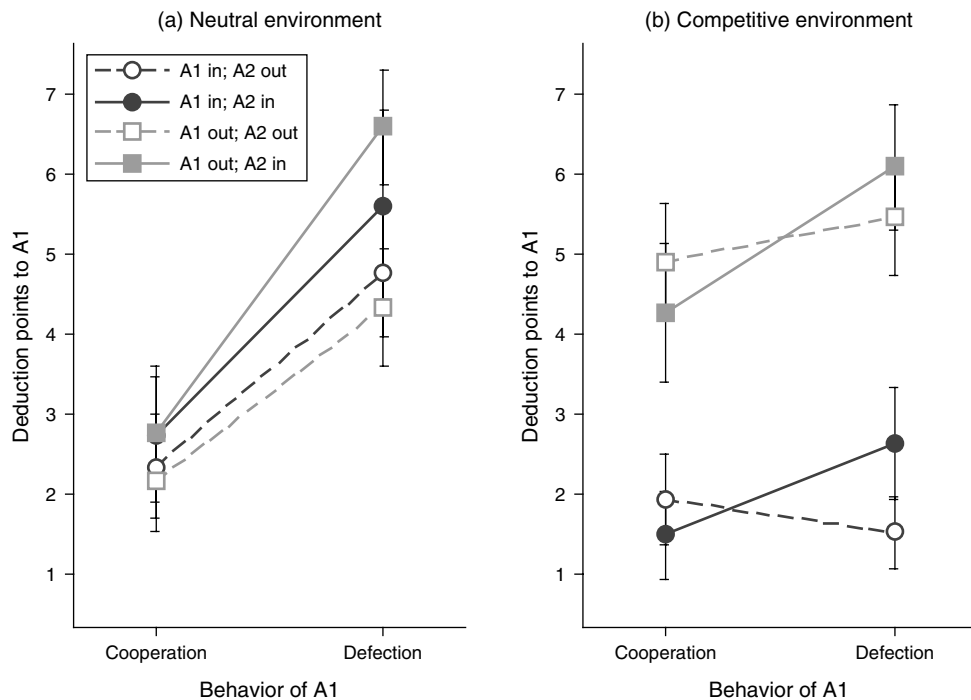 (a) Neutral environment
Deduction points to A1
7
6
5
4
3
2
1
A1 in; A2 out
A1 in; A2 in
A1 out; A2 out
A1 out; A2 in
Cooperation
Defection
Behavior of A1
(b) Competitive environment
Deduction points to A1
7
6
5
4
3
2
1
Cooperation
Defection
Behavior of A1